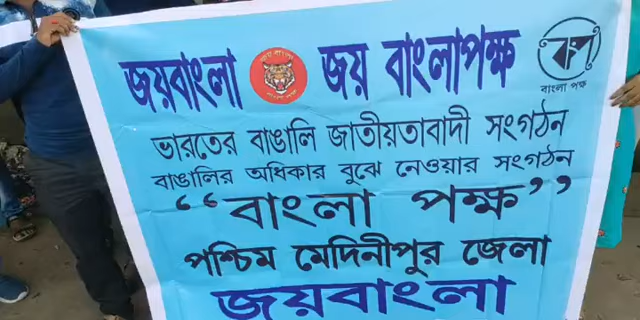 জয়বাংলা জয় বাংলাপক্ষ
বাংলা পক্ষ
ভারতের বাঙালি জাতীয়তাবাদী সংগঠন
বাঙালির অধিকার বুঝে নেওয়ার সংগঠন
“বাংলা পক্ষ”
পশ্চিম মেদিনীপুর জেলা
জয়বাংলা